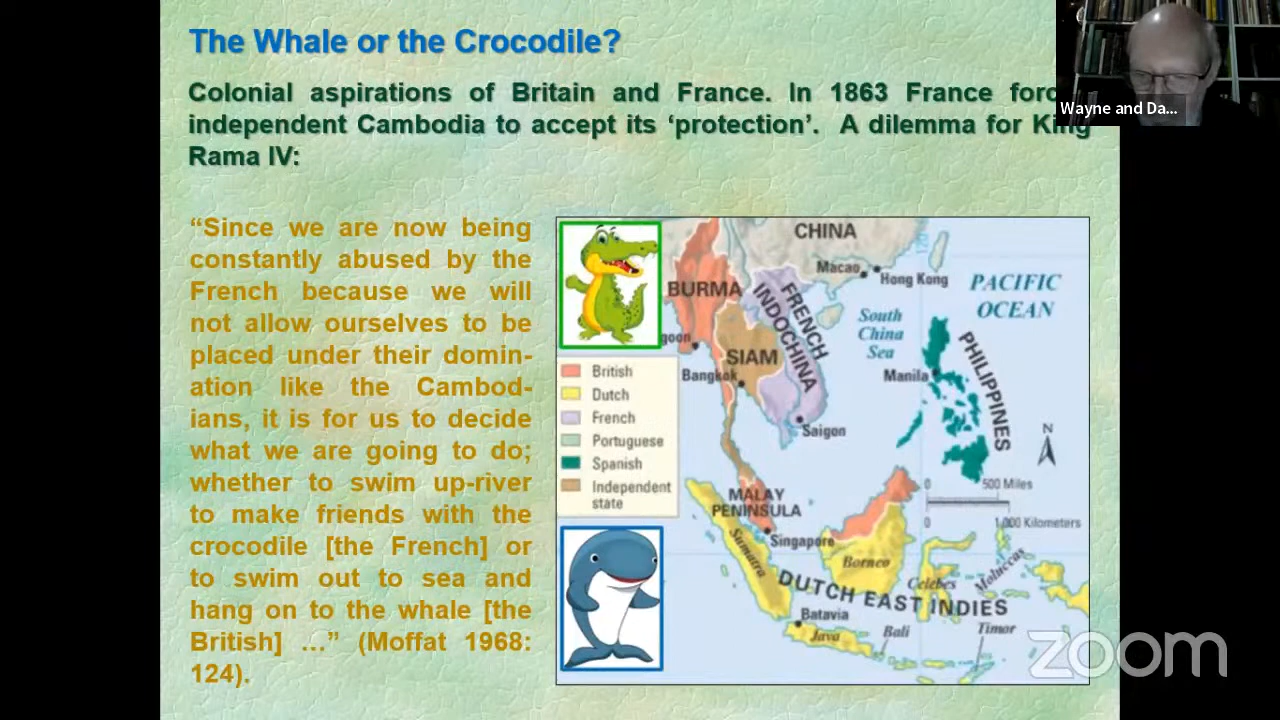 The Whale or the Crocodile?
Colonial aspirations of Britain and France. In 1863 France
independent Cambodia to accept its ‘protection’. A dilemma for King
Rama IV:
“Since we are now being
constantly abused by the
French because we will
not allow ourselves to be
placed under their domin-
ation like the Cambod-
ians, it is for us to decide
what we are going to do;
whether to swim up-river
to make friends with the
crocodile [the French] or
to swim out to sea and
hang on to the whale [the
British] …” (Moffat 1968:
124).
Wayne and Da...
CHINA
Macao
Hong Kong
PACIFIC
OCEAN
BURMA
FRENCH
INDOCHINA
South
China
Sea
SIAM
Bangkok
Manila
PHILIPPINES
Saigon
British
Dutch
French
Portuguese
Spanish
Independent
state
N
0 500 Miles
0 1,000 Kilometers
MALAY
PENINSULA
Singapore
Sumatra
Borneo
Celebes
Moluccas
DUTCH EAST INDIES
Batavia
Java
Bali
Timor
zoom